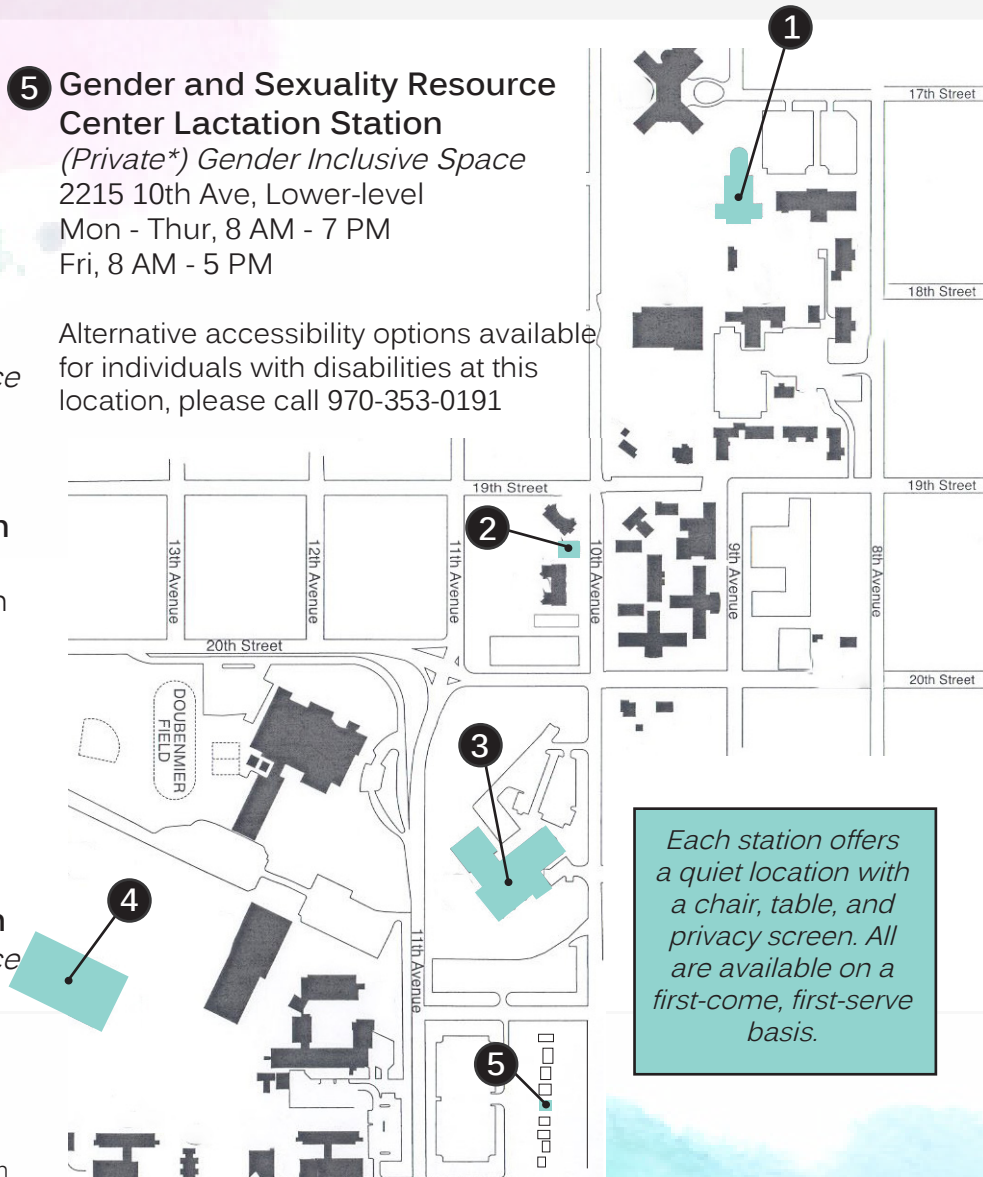 1
5 Gender and Sexuality Resource
Center Lactation Station
(Private*) Gender Inclusive Space
2215 10th Ave, Lower-level
Mon - Thur, 8 AM - 7 PM
Fri, 8 AM - 5 PM
Alternative accessibility options available
for individuals with disabilities at this
location, please call 970-353-0191
17th Street
18th Street
19th Street
19th Street
2
13th Avenue
12th Avenue
11th Avenue
10th Avenue
9th Avenue
8th Avenue
20th Street
20th Street
DOUBENMIER
FIELD
3
4
11th Avenue
5
Each station offers
a quiet location with
a chair, table, and
privacy screen. All
are available on a
first-come, first-serve
basis.